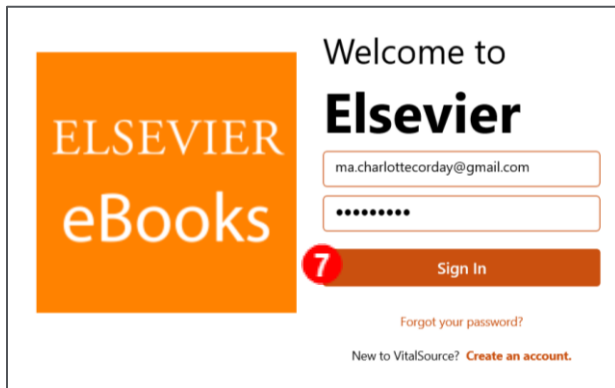 ELSEVIER
eBooks
Welcome to
Elsevier
ma.charlottecorday@gmail.com
•••••••••
7
Sign In
Forgot your password?
New to VitalSource? Create an account.